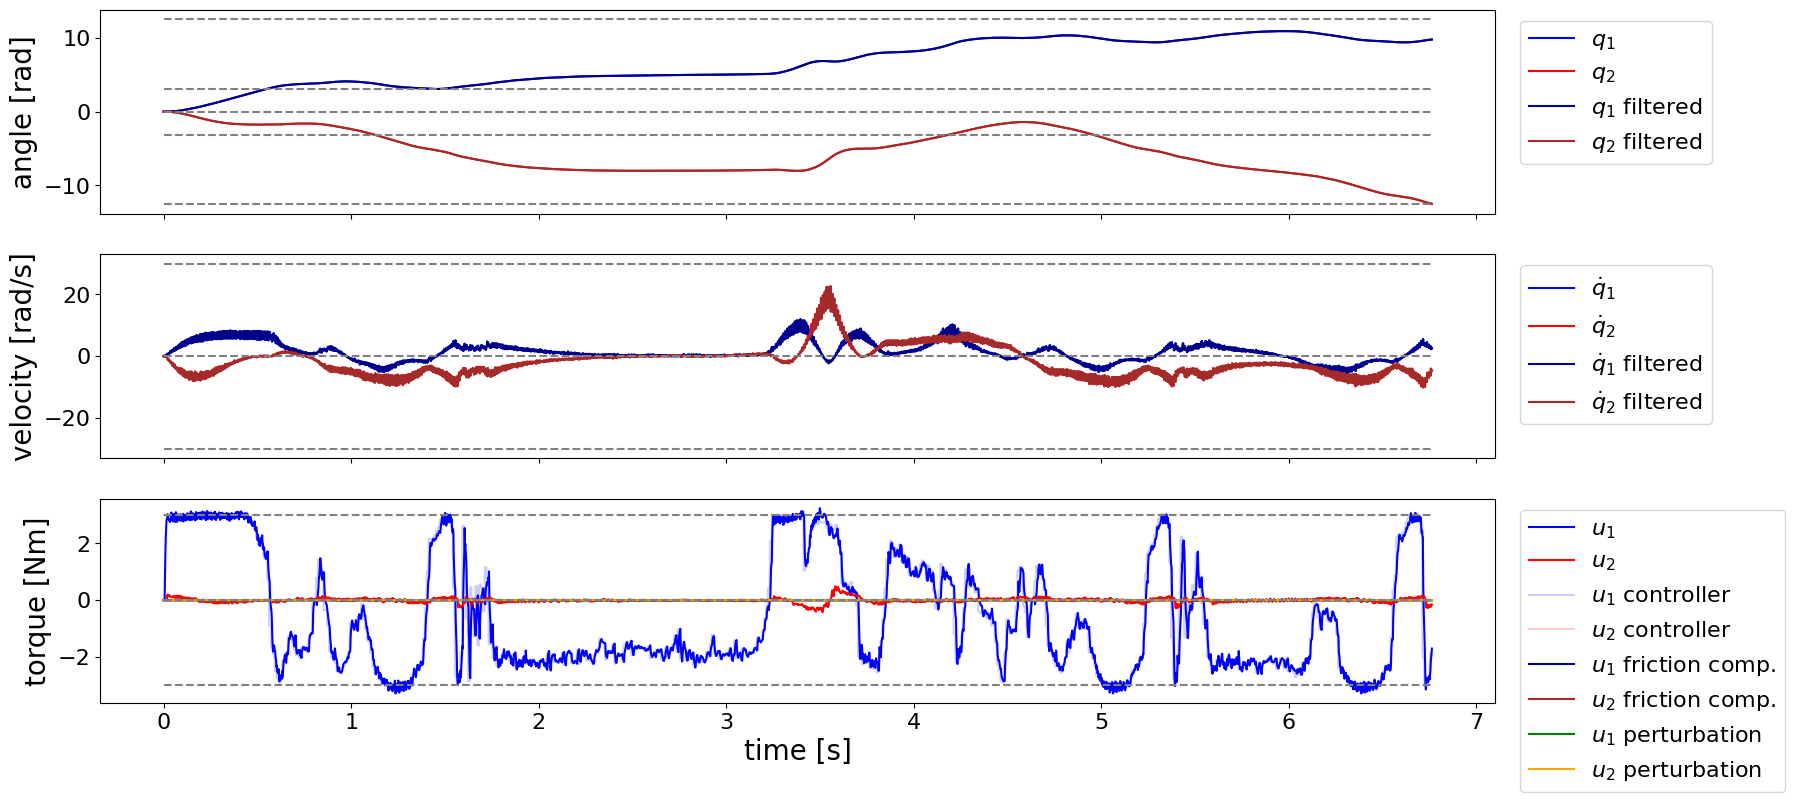 angle [rad]
10
0
−10
q₁
q₂
q₁ filtered
q₂ filtered
velocity [rad/s]
20
0
−20
q̇₁
q̇₂
q̇₁ filtered
q̇₂ filtered
torque [Nm]
2
0
−2
0 1 2 3 4 5 6 7
time [s]
u₁
u₂
u₁ controller
u₂ controller
u₁ friction comp.
u₂ friction comp.
u₁ perturbation
u₂ perturbation